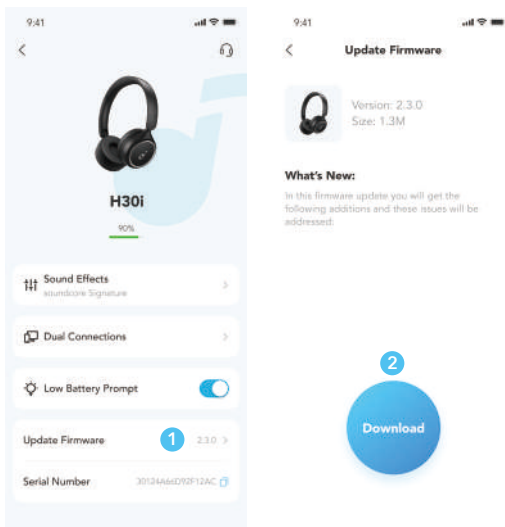 9:41
H30i
90%
Sound Effects
soundcore Signature
Dual Connections
Low Battery Prompt
Update Firmware 1 2.3.0
Serial Number 30124A66D92F12AC
9:41
Update Firmware
Version: 2.3.0
Size: 1.3M
What's New:
In this firmware update you will get the
following additions and these issues will be
addressed:
2
Download